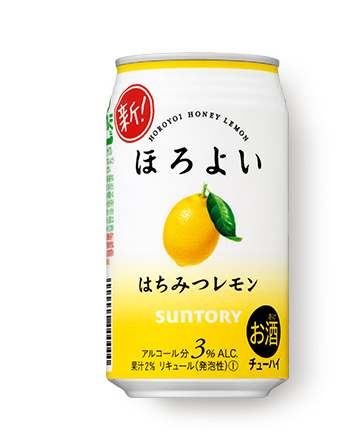 新!
HOROYOI HONEY LEMON
ほろよい
はちみつレモン
SUNTORY
アルコール分3%ALC.
果汁2% リキュール(発泡性)①
さけ
お酒
チューハイ